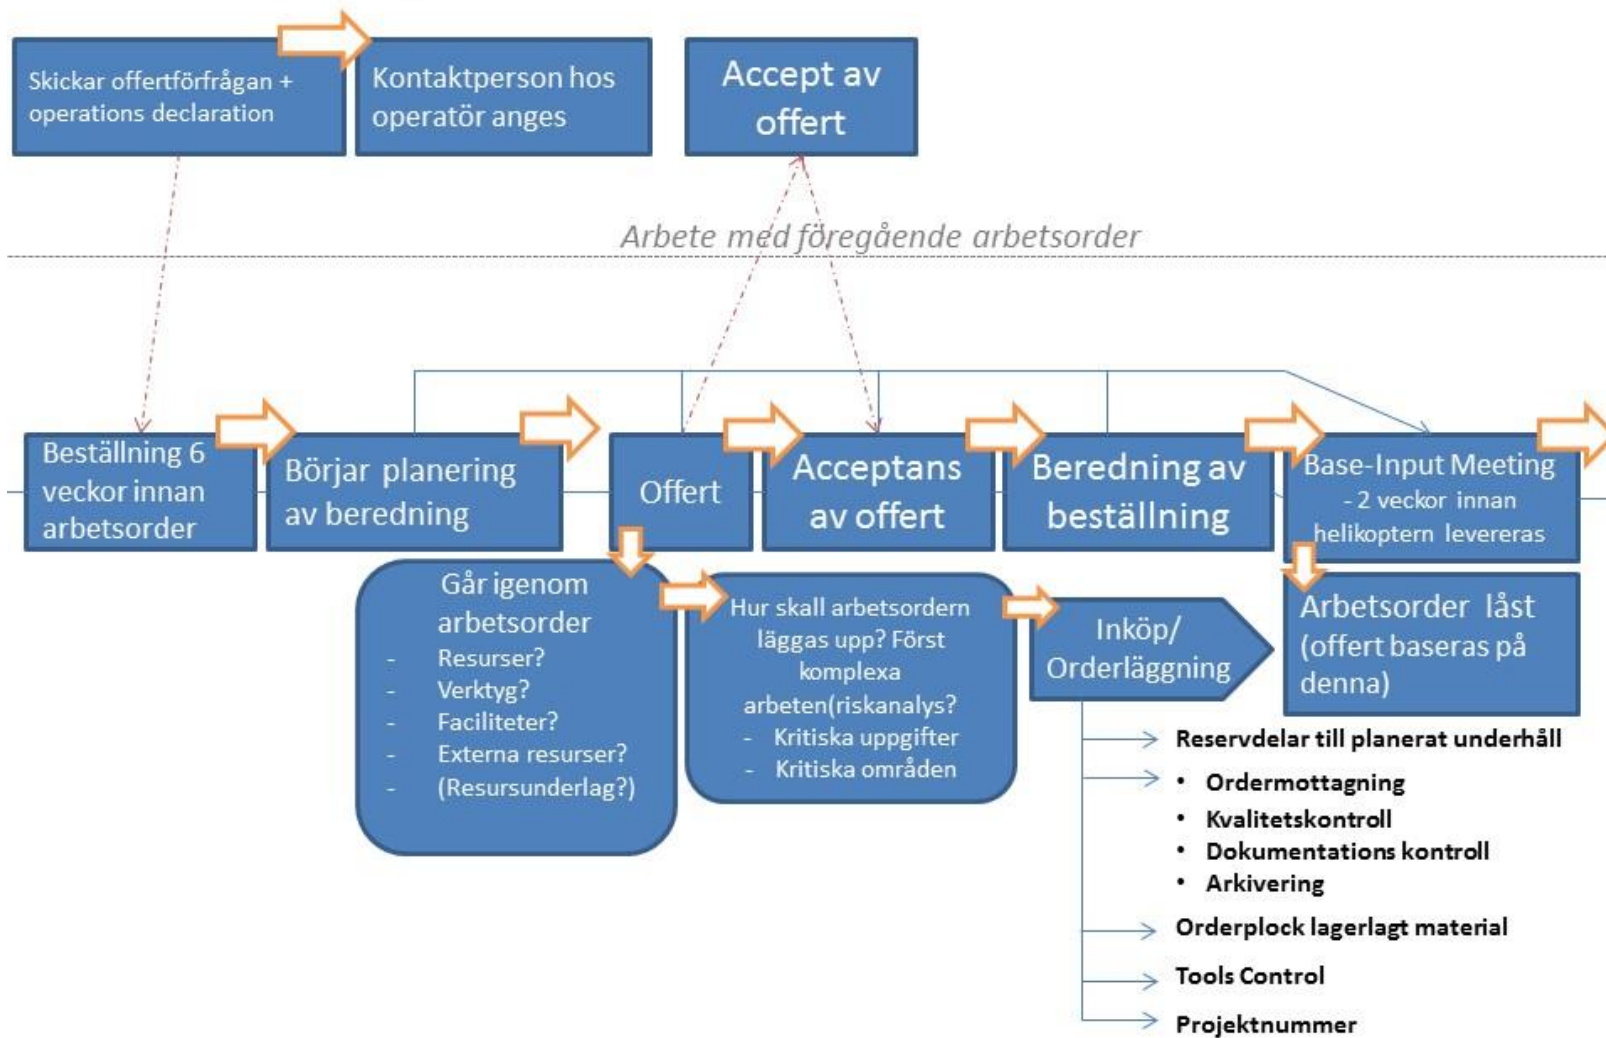 Skickar offertförfrågan +
operations declaration
Kontaktperson hos
operatör anges
Accept av
offert
Arbete med föregående arbetsorder
Beställning 6
veckor innan
arbetsorder
Börjar planering
av beredning
Offert
Acceptans
av offert
Beredning av
beställning
Base-Input Meeting
- 2 veckor innan
helikoptern levereras
Går igenom
arbetsorder
- Resurser?
- Verktyg?
- Faciliteter?
- Externa resurser?
- (Resursunderlag?)
Hur skall arbetsordern
läggas upp? Först
komplexa
arbeten(riskanalys?
- Kritiska uppgifter
- Kritiska områden
Inköp/
Orderläggning
Arbetsorder låst
(offert baseras på
denna)
Reservdelar till planerat underhåll
• Ordermottagning
• Kvalitetskontroll
• Dokumentations kontroll
• Arkivering
Orderplock lagerlagt material
Tools Control
Projektnummer